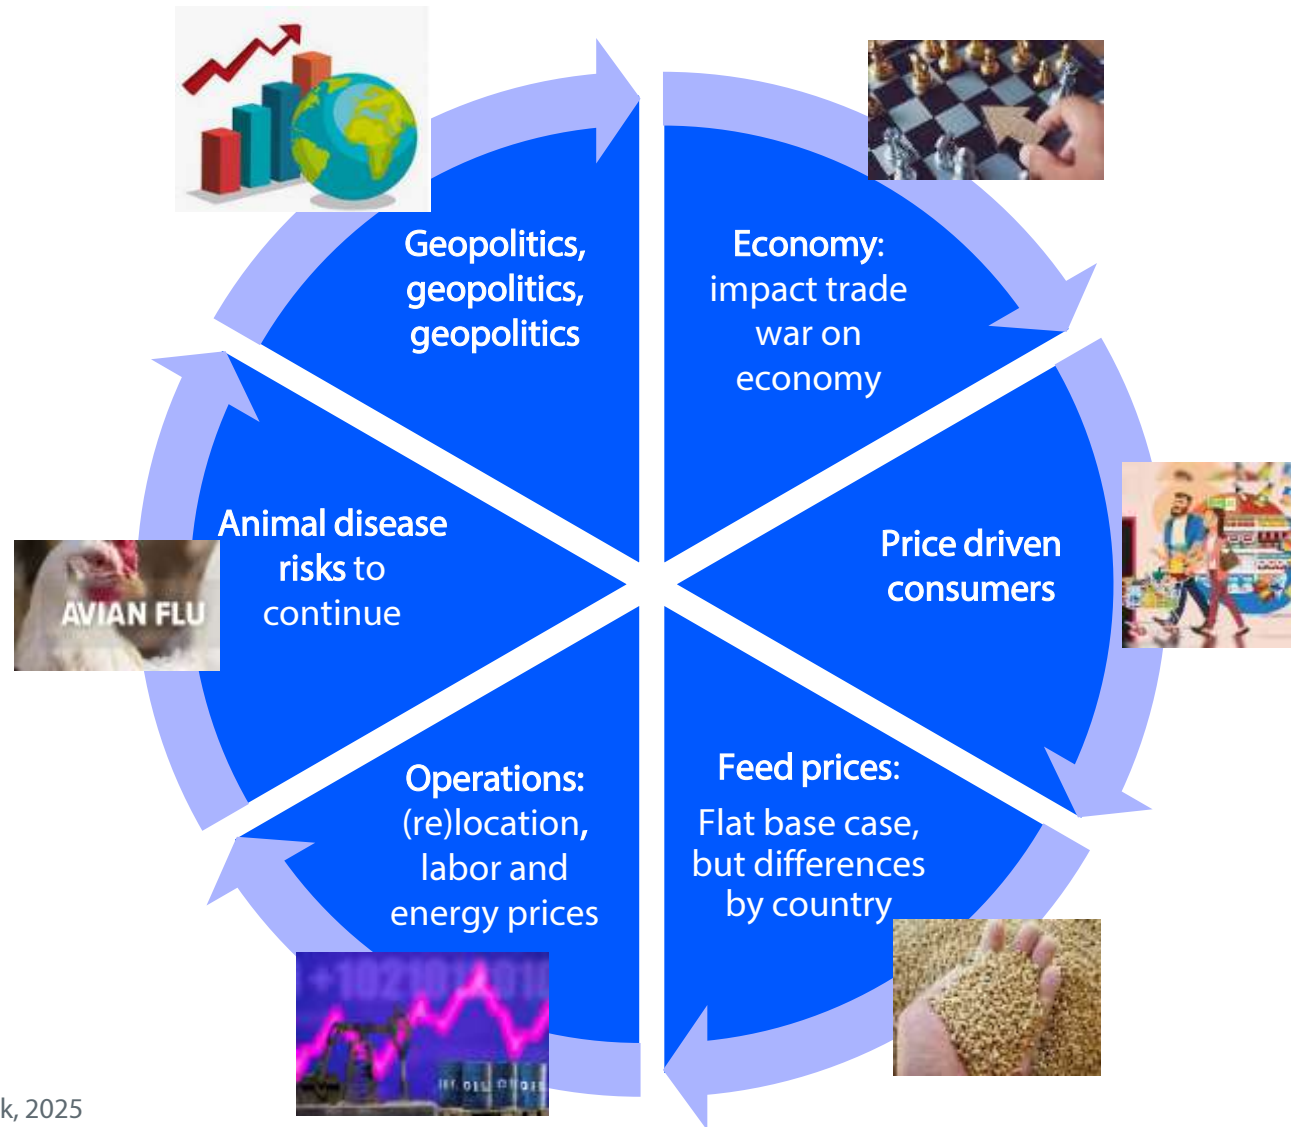 Geopolitics,
geopolitics,
geopolitics
Economy:
impact trade
war on
economy
Price driven
consumers
Feed prices:
Flat base case,
but differences
by country
Operations:
(re)location,
labor and
energy prices
Animal disease
risks to
continue
AVIAN FLU
k, 2025